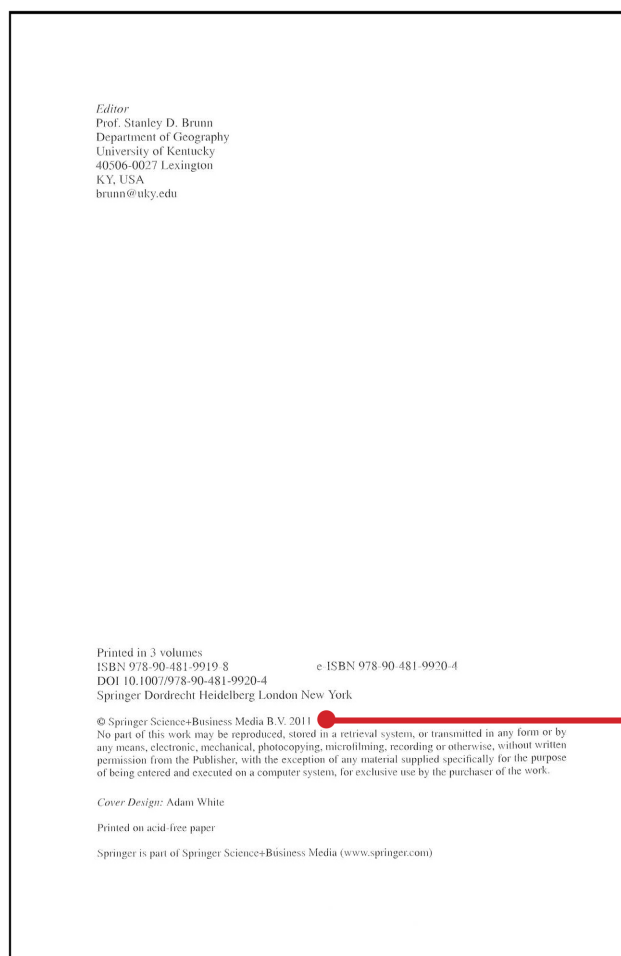 Editor
Prof. Stanley D. Brunn
Department of Geography
University of Kentucky
40506-0027 Lexington
KY, USA
brunn@uky.edu
Printed in 3 volumes
ISBN 978-90-481-9919-8 e-ISBN 978-90-481-9920-4
DOI 10.1007/978-90-481-9920-4
Springer Dordrecht Heidelberg London New York
© Springer Science+Business Media B.V. 2011
No part of this work may be reproduced, stored in a retrieval system, or transmitted in any form or by
any means, electronic, mechanical, photocopying, microfilming, recording or otherwise, without written
permission from the Publisher, with the exception of any material supplied specifically for the purpose
of being entered and executed on a computer system, for exclusive use by the purchaser of the work.
Cover Design: Adam White
Printed on acid-free paper
Springer is part of Springer Science+Business Media (www.springer.com)